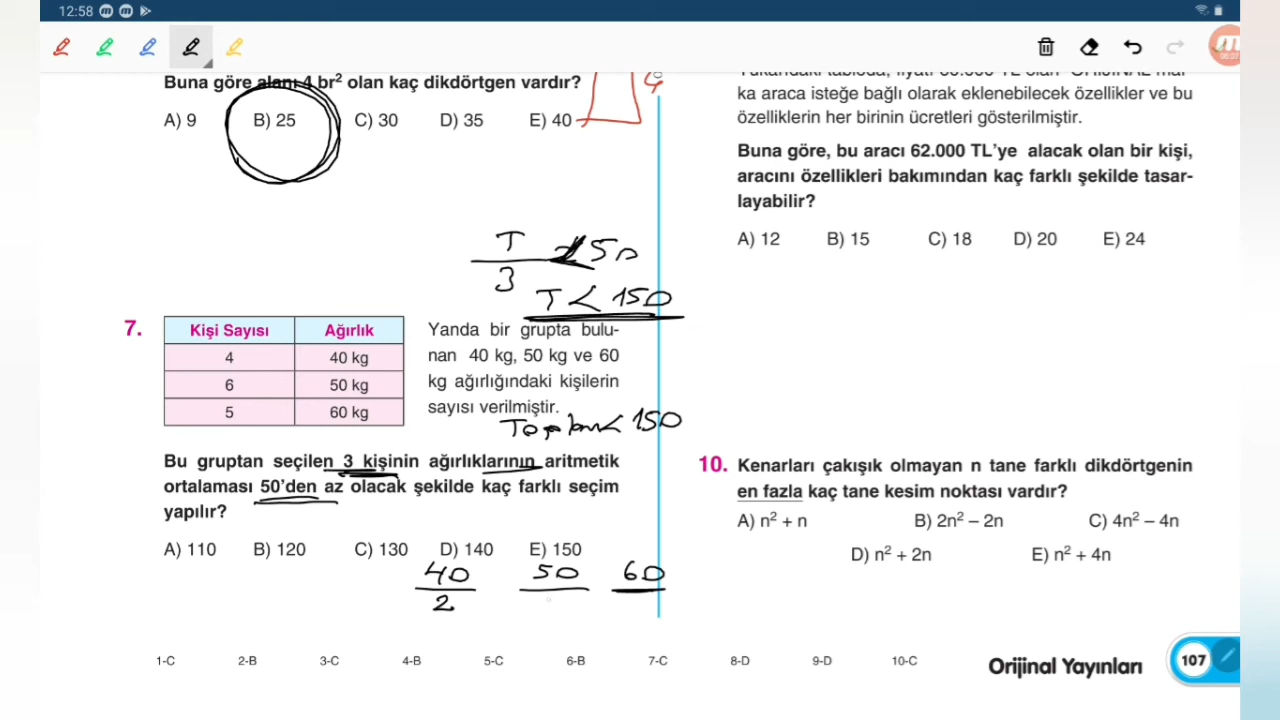 12:58
Buna göre alanı 4 br² olan kaç dikdörtgen vardır?
A) 9 B) 25 C) 30 D) 35 E) 40
T
3
50
T < 150
7.
Kişi Sayısı Ağırlık
4 40 kg
6 50 kg
5 60 kg
Yanda bir grupta bulu-
nan 40 kg, 50 kg ve 60
kg ağırlığındaki kişilerin
sayısı verilmiştir.
Toplam < 150
Bu gruptan seçilen 3 kişinin ağırlıklarının aritmetik
ortalaması 50'den az olacak şekilde kaç farklı seçim
yapılır?
A) 110 B) 120 C) 130 D) 140 E) 150
40 50 60
2
ka araca isteğe bağlı olarak eklenebilecek özellikler ve bu
özelliklerin her birinin ücretleri gösterilmiştir.
Buna göre, bu aracı 62.000 TL'ye alacak olan bir kişi,
aracını özellikleri bakımından kaç farklı şekilde tasar-
layabilir?
A) 12 B) 15 C) 18 D) 20 E) 24
10. Kenarları çakışık olmayan n tane farklı dikdörtgenin
en fazla kaç tane kesim noktası vardır?
A) n² + n B) 2n² – 2n C) 4n² – 4n
D) n² + 2n E) n² + 4n
1-C 2-B 3-C 4-B 5-C 6-B 7-C 8-D 9-D 10-C
Orijinal Yayınları
107